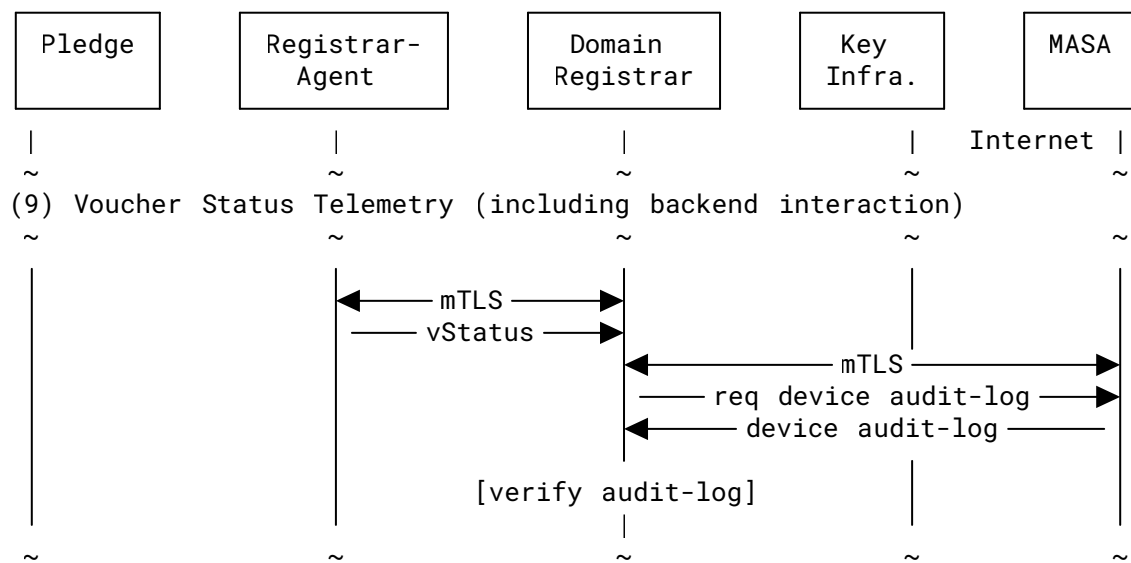 Pledge Registrar- Domain Key MASA
Agent Registrar Infra.
| | | | Internet |
~ ~ ~ ~ ~
(9) Voucher Status Telemetry (including backend interaction)
~ ~ ~ ~ ~
mTLS
vStatus
mTLS
req device audit-log
device audit-log
[verify audit-log]
~ ~ ~ ~ ~